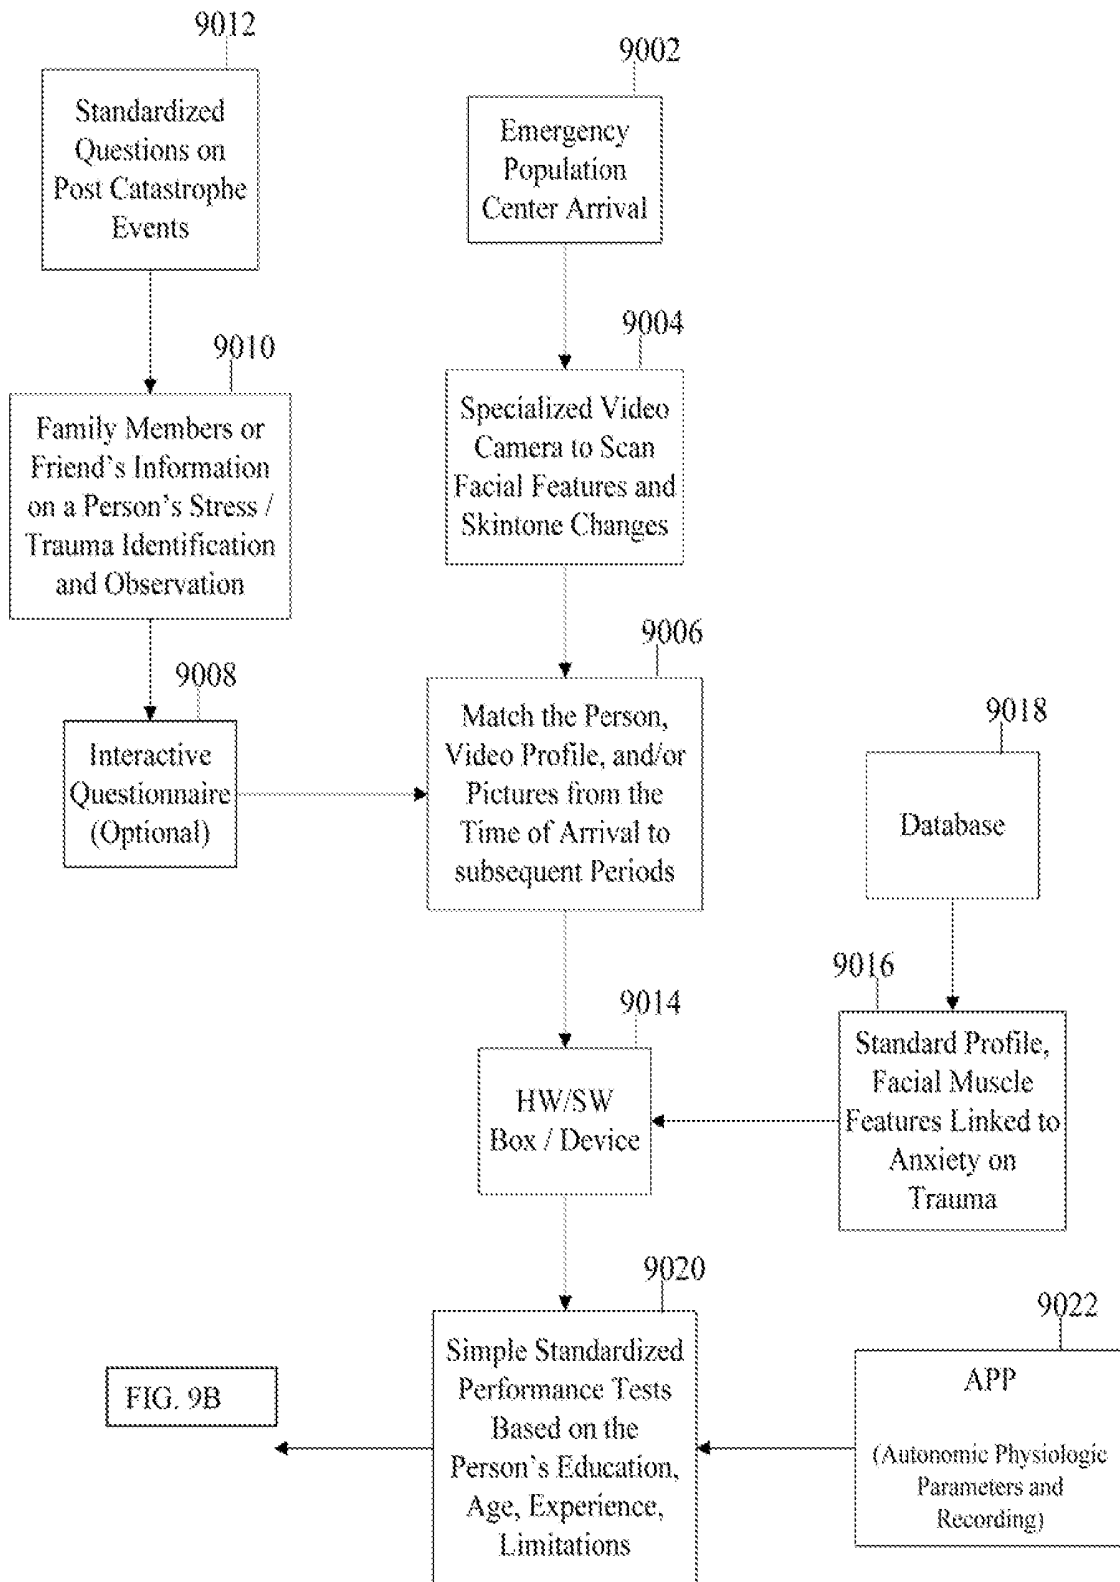 9012
Standardized
Questions on
Post Catastrophe
Events
9002
Emergency
Population
Center Arrival
9010
Family Members or
Friend's Information
on a Person's Stress /
Trauma Identification
and Observation
9004
Specialized Video
Camera to Scan
Facial Features and
Skintone Changes
9008
Interactive
Questionnaire
(Optional)
9006
Match the Person,
Video Profile, and/or
Pictures from the
Time of Arrival to
subsequent Periods
9018
Database
9014
HW/SW
Box / Device
9016
Standard Profile,
Facial Muscle
Features Linked to
Anxiety on
Trauma
9020
Simple Standardized
Performance Tests
Based on the
Person's Education,
Age, Experience,
Limitations
9022
APP
(Autonomic Physiologic
Parameters and
Recording)
FIG. 9B